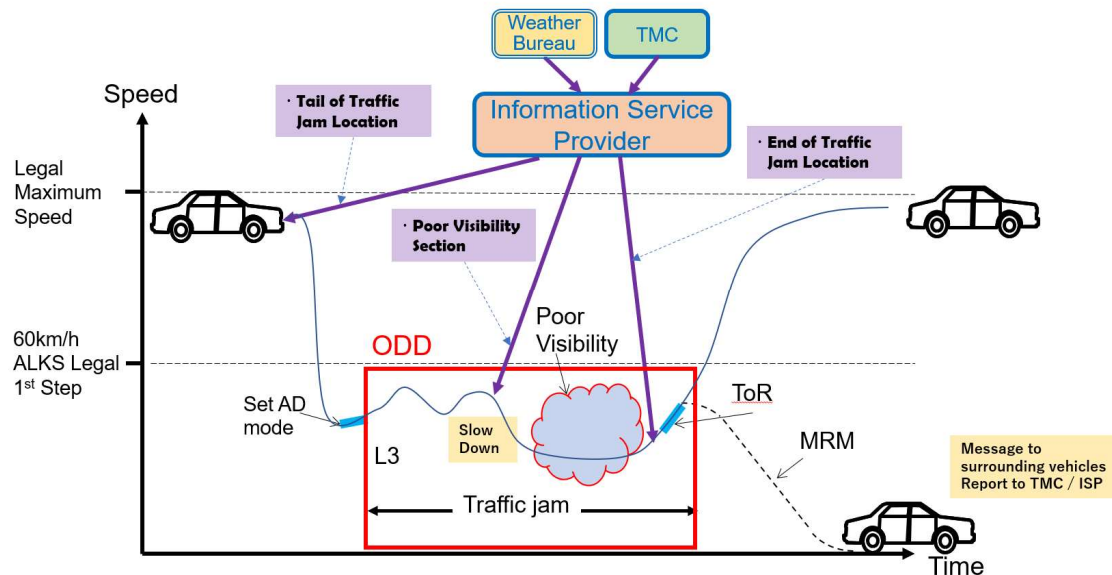 Weather
Bureau
TMC
Speed
· Tail of Traffic
Jam Location
Information Service
Provider
· End of Traffic
Jam Location
Legal
Maximum
Speed
· Poor Visibility
Section
60km/h
ALKS Legal
1st Step
ODD
Poor
Visibility
Set AD
mode
Slow
Down
ToR
L3
MRM
Message to
surrounding vehicles
Report to TMC / ISP
Traffic jam
Time